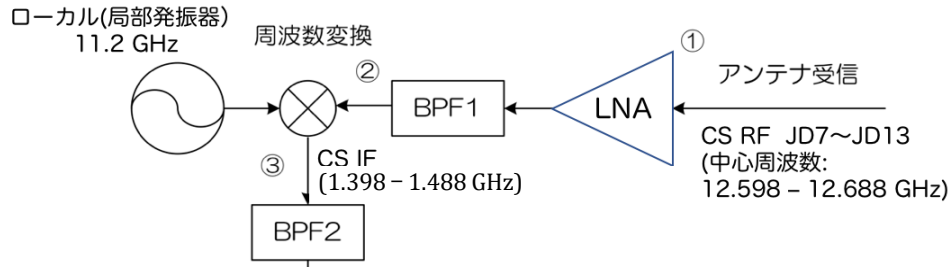 ローカル(局部発振器)
11.2 GHz
周波数変換
①
②
アンテナ受信
BPF1
LNA
CS RF JD7～JD13
(中心周波数:
12.598 – 12.688 GHz)
③
CS IF
(1.398 − 1.488 GHz)
BPF2